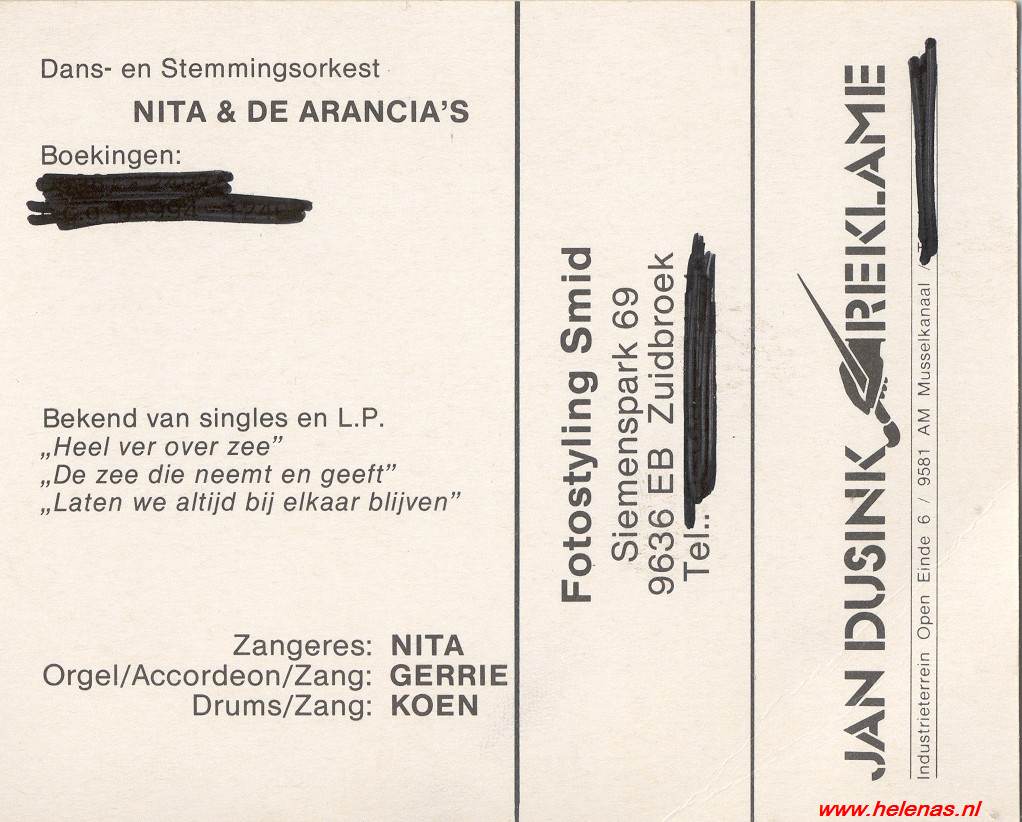 Dans- en Stemmingsorkest
NITA & DE ARANCIA'S
Boekingen:
Bekend van singles en L.P.
„Heel ver over zee”
„De zee die neemt en geeft”
„Laten we altijd bij elkaar blijven”
Zangeres: NITA
Orgel/Accordeon/Zang: GERRIE
Drums/Zang: KOEN
Fotostyling Smid
Siemenspark 69
9636 EB Zuidbroek
Tel..
JAN DUSINK REKLAME
Industrieterrein Open Einde 6 / 9581 AM Musselkanaal /
www.helenas.nl